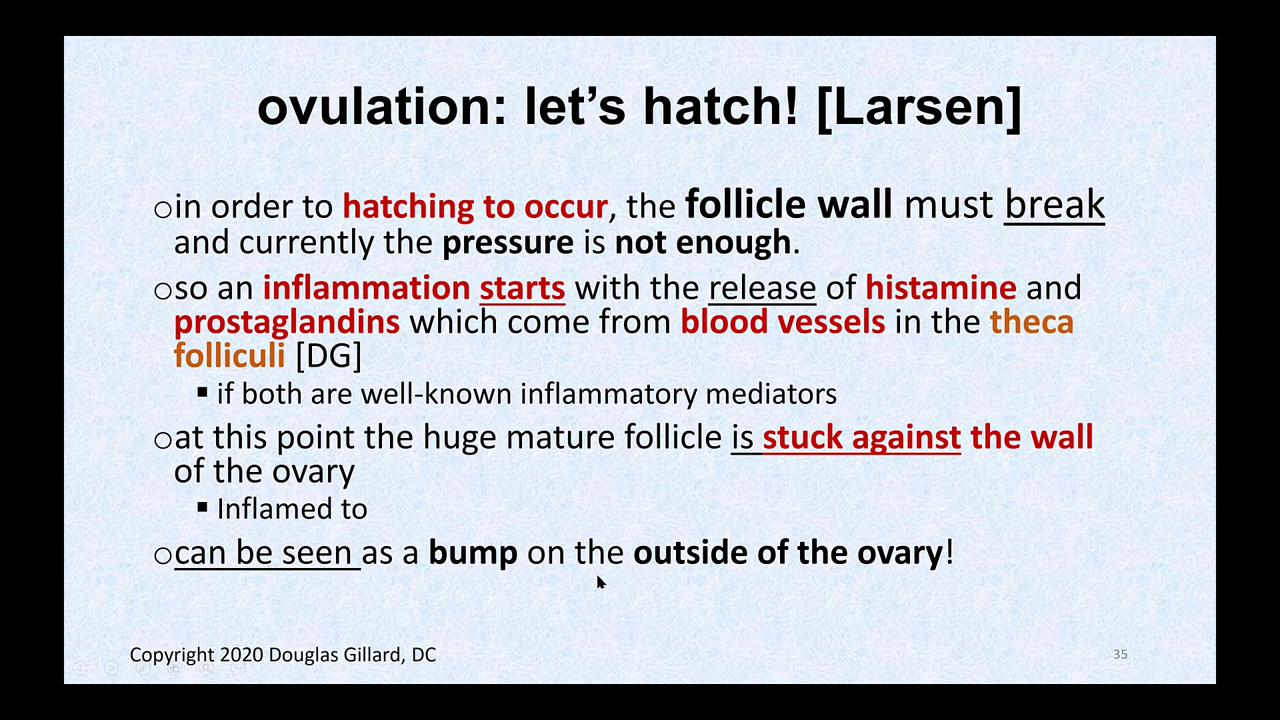 ovulation: let’s hatch! [Larsen]
oin order to hatching to occur, the follicle wall must break
and currently the pressure is not enough.
oso an inflammation starts with the release of histamine and
prostaglandins which come from blood vessels in the theca
folliculi [DG]
▪ if both are well-known inflammatory mediators
oat this point the huge mature follicle is stuck against the wall
of the ovary
▪ Inflamed to
ocan be seen as a bump on the outside of the ovary!
Copyright 2020 Douglas Gillard, DC
35